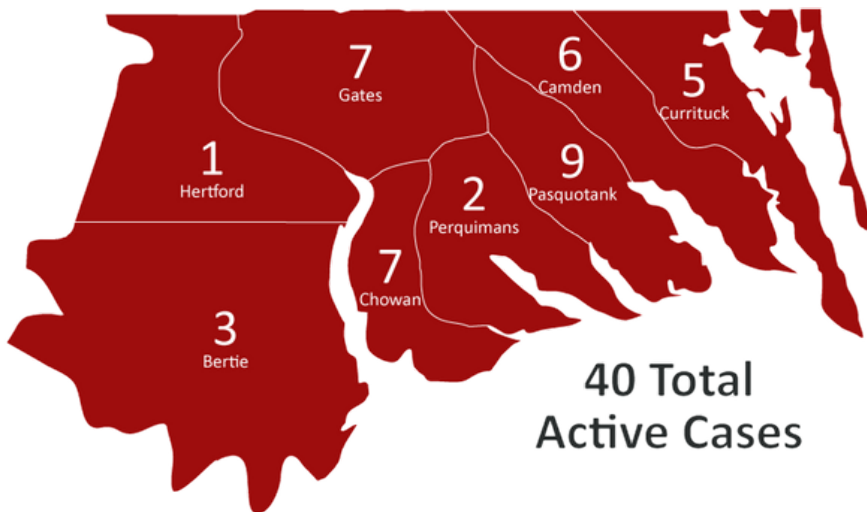 7
Gates
6
Camden
5
Currituck
1
Hertford
9
Pasquotank
2
Perquimans
7
Chowan
3
Bertie
40 Total
Active Cases